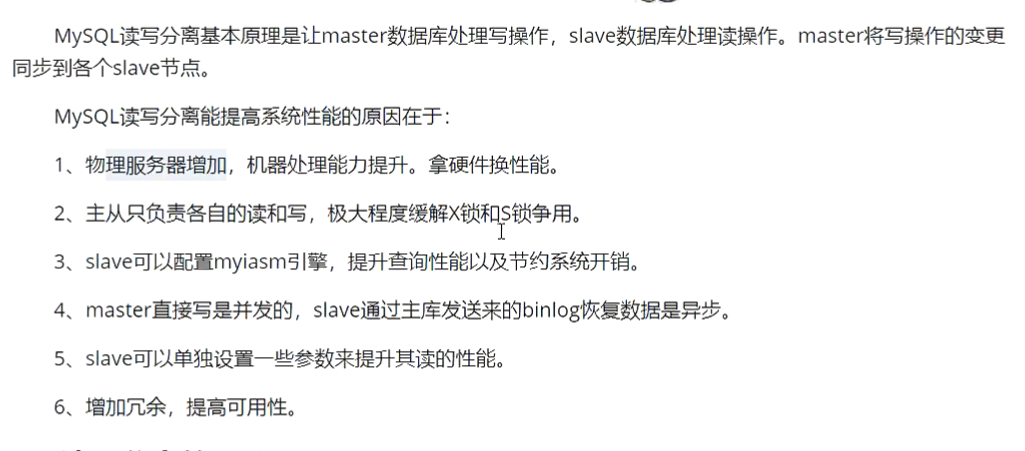 MySQL读写分离基本原理是让master数据库处理写操作，slave数据库处理读操作。master将写操作的变更
同步到各个slave节点。
MySQL读写分离能提高系统性能的原因在于：
1、物理服务器增加，机器处理能力提升。拿硬件换性能。
2、主从只负责各自的读和写，极大程度缓解X锁和S锁争用。
3、slave可以配置myiasm引擎，提升查询性能以及节约系统开销。
4、master直接写是并发的，slave通过主库发送来的binlog恢复数据是异步。
5、slave可以单独设置一些参数来提升其读的性能。
6、增加冗余，提高可用性。